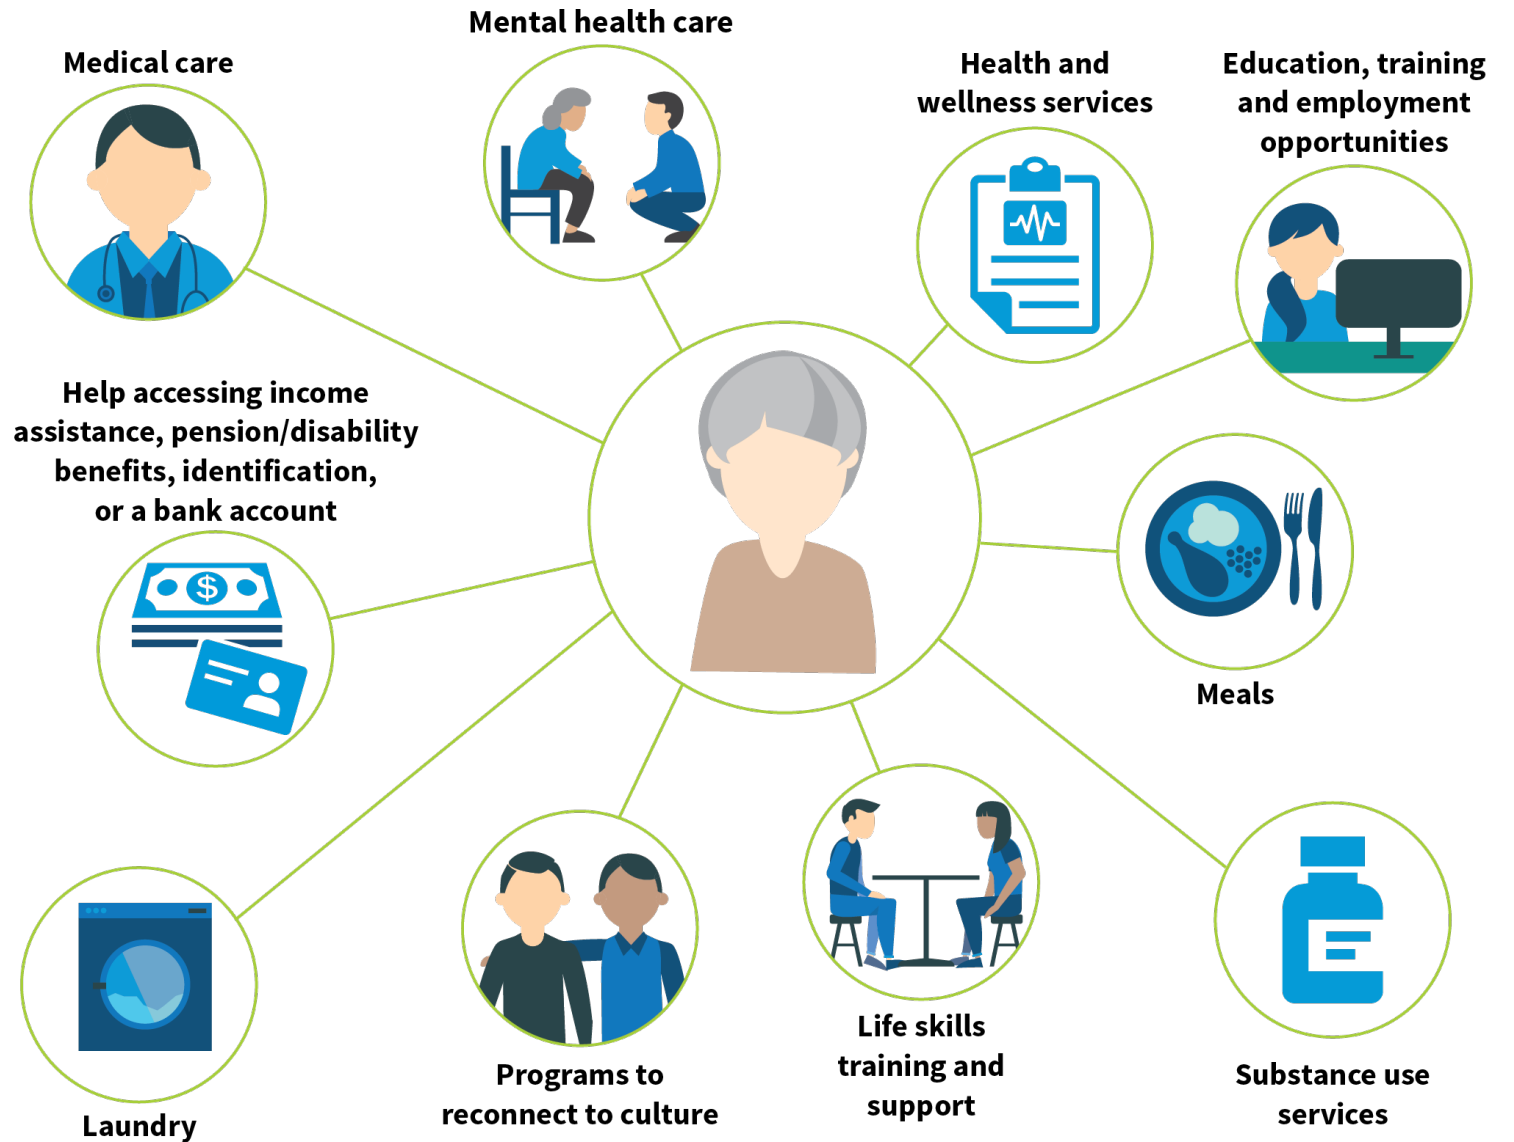 Mental health care
Medical care
Health and
wellness services
Education, training
and employment
opportunities
Help accessing income
assistance, pension/disability
benefits, identification,
or a bank account
$
Meals
Life skills
training and
support
Programs to
reconnect to culture
Substance use
services
Laundry